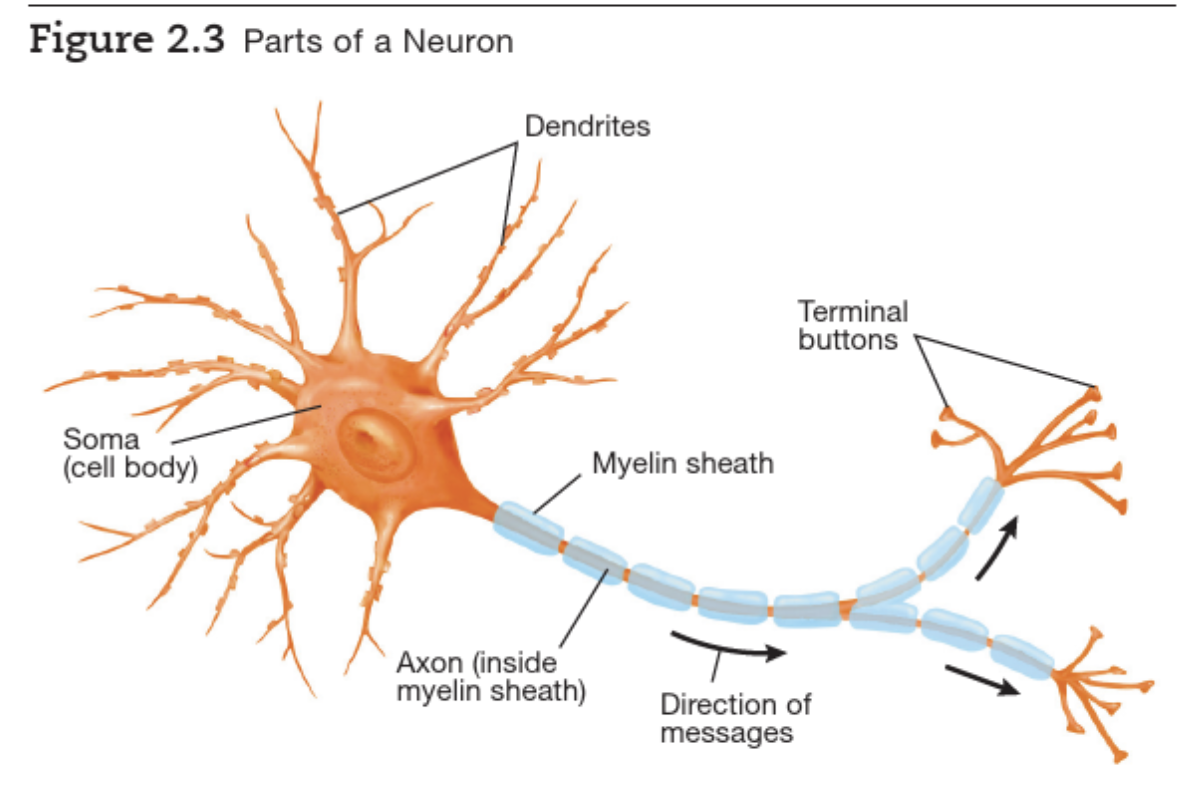 Figure 2.3 Parts of a Neuron
Dendrites
Terminal
buttons
Soma
(cell body)
Myelin sheath
Axon (inside
myelin sheath)
Direction of
messages